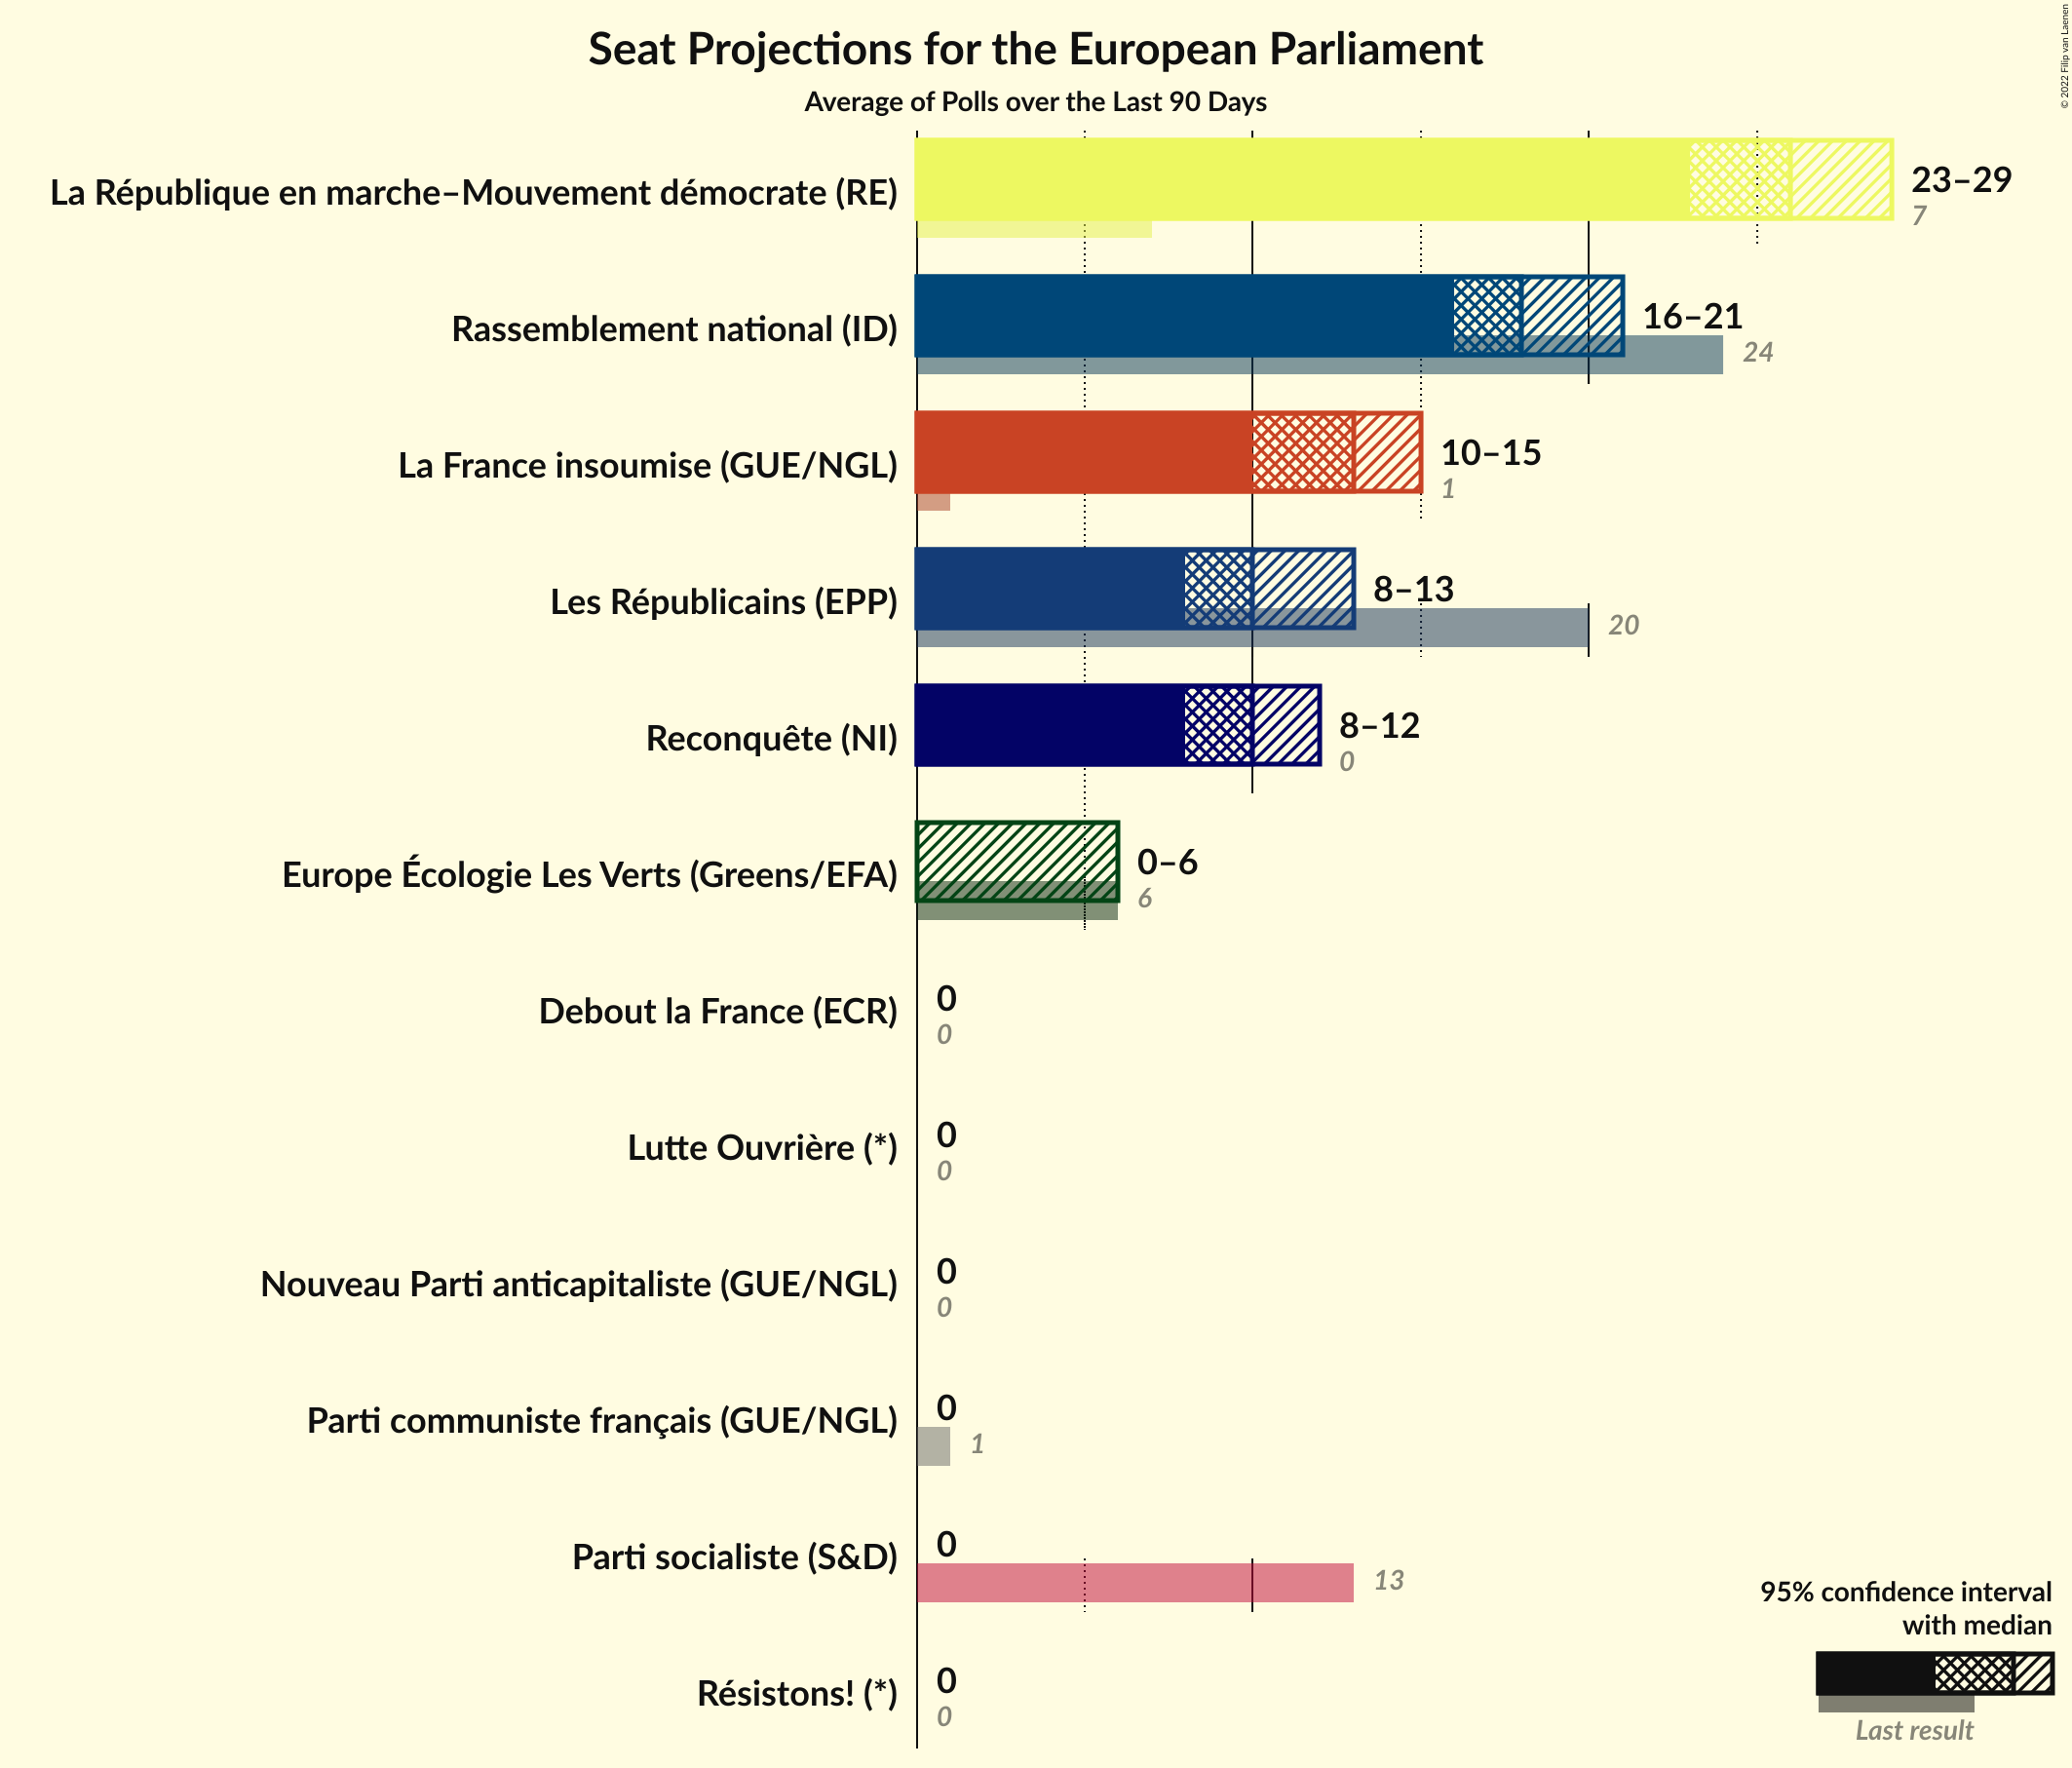 Seat Projections for the European Parliament
Average of Polls over the Last 90 Days
© 2022 Filip van Laenen
La République en marche–Mouvement démocrate (RE)
23–29
7
Rassemblement national (ID)
16–21
24
La France insoumise (GUE/NGL)
10–15
1
Les Républicains (EPP)
8–13
20
Reconquête (NI)
8–12
0
Europe Écologie Les Verts (Greens/EFA)
0–6
6
Debout la France (ECR)
0
0
Lutte Ouvrière (*)
0
0
Nouveau Parti anticapitaliste (GUE/NGL)
0
0
Parti communiste français (GUE/NGL)
0
1
Parti socialiste (S&D)
0
13
Résistons! (*)
0
0
95% confidence interval
with median
Last result